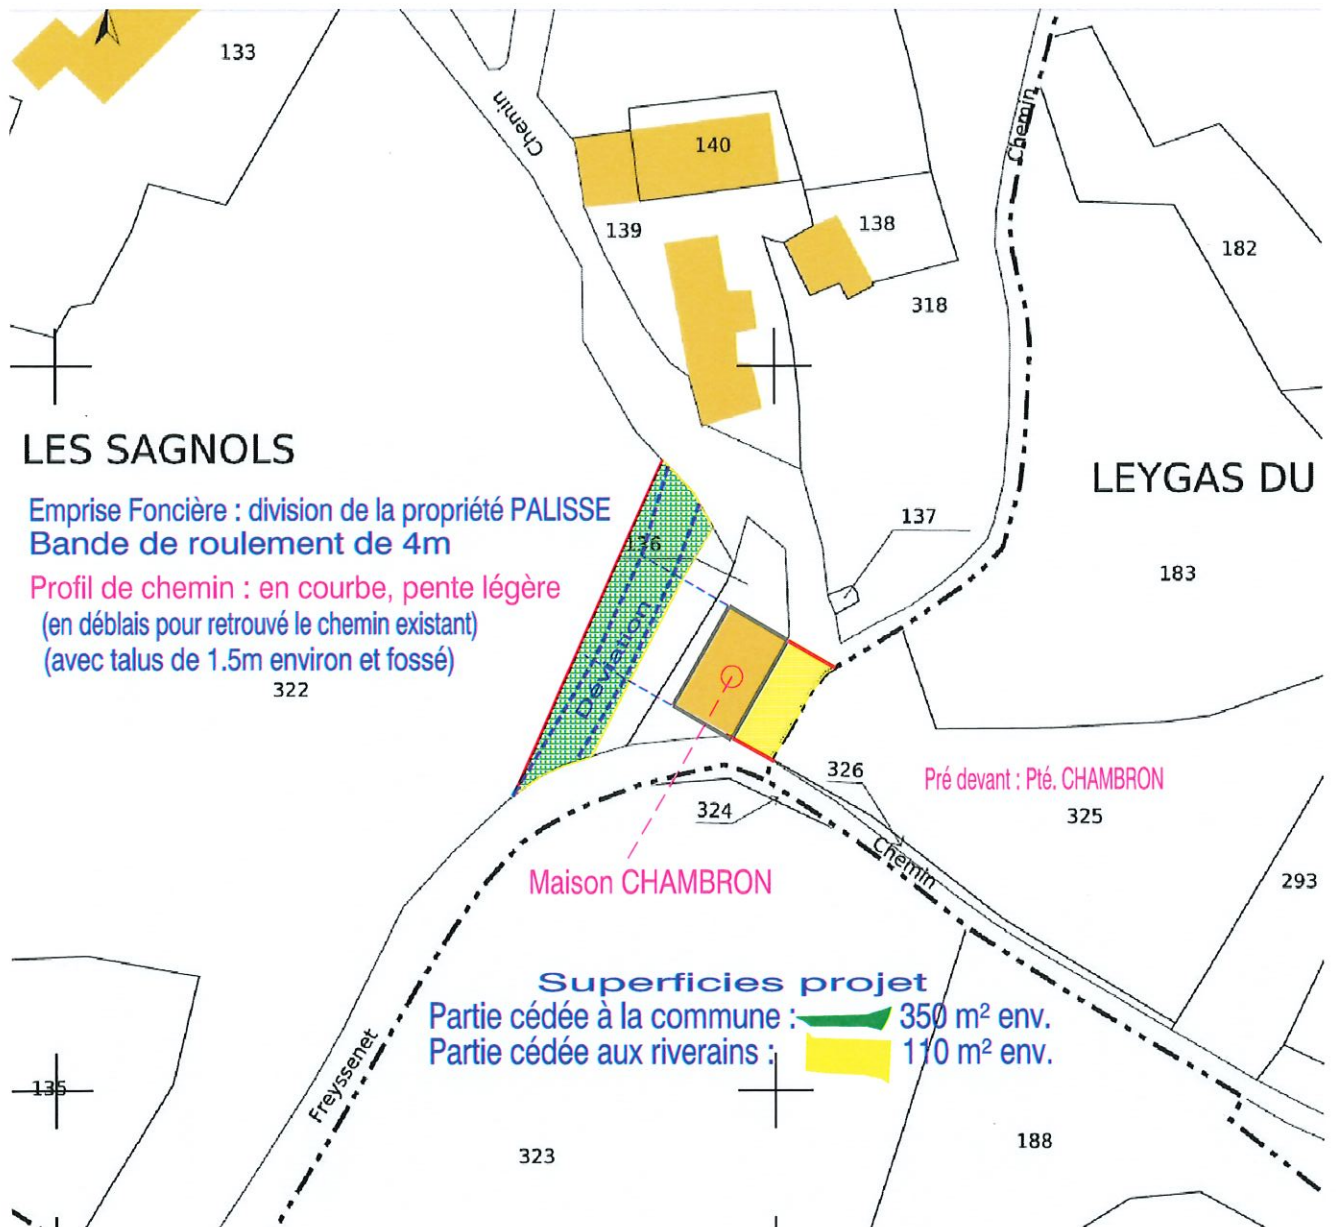 133
Chemin
140
Chemin
139
138
182
318
LES SAGNOLS
LEYGAS DU
Emprise Foncière : division de la propriété PALISSE
Bande de roulement de 4m
137
136
183
Profil de chemin : en courbe, pente légère
(en déblais pour retrouvé le chemin existant)
(avec talus de 1.5m environ et fossé)
322
Déviation
326
Pré devant : Pté. CHAMBRON
324
325
Chemin
Maison CHAMBRON
293
Superficies projet
Partie cédée à la commune : 350 m² env.
Partie cédée aux riverains : 110 m² env.
Freyssenet
135
323
188